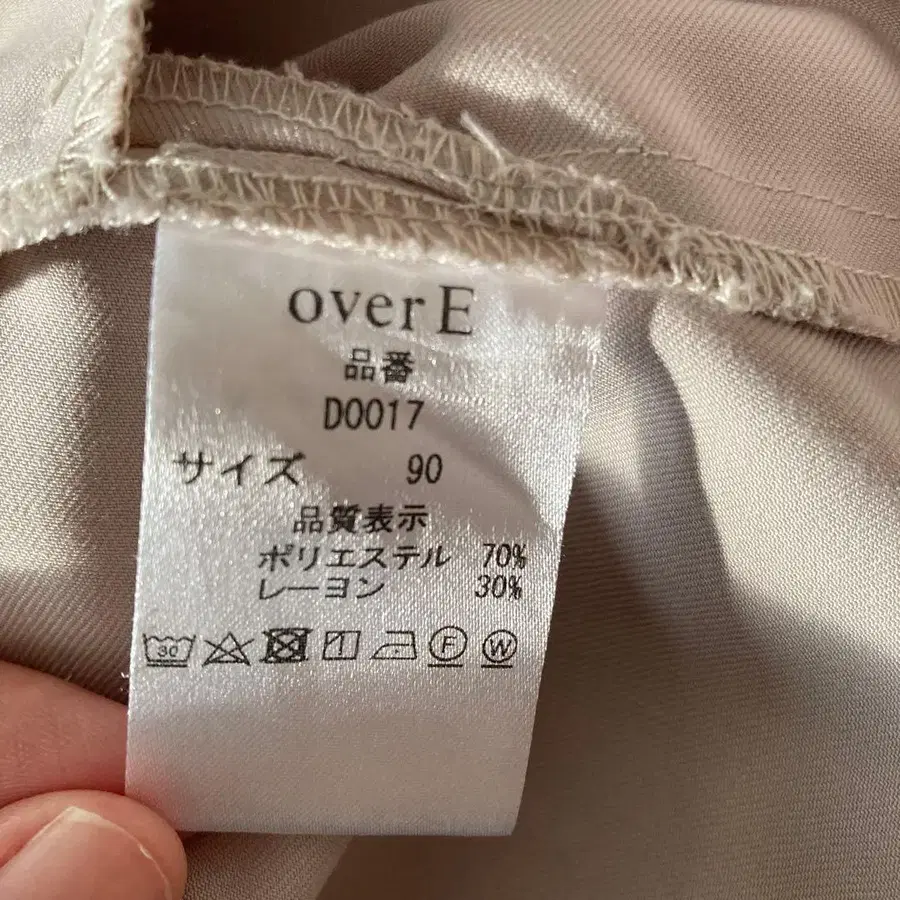 over E
品番
D0017
サイズ 90
品質表示
ポリエステル 70%
レーヨン 30%
30 F W